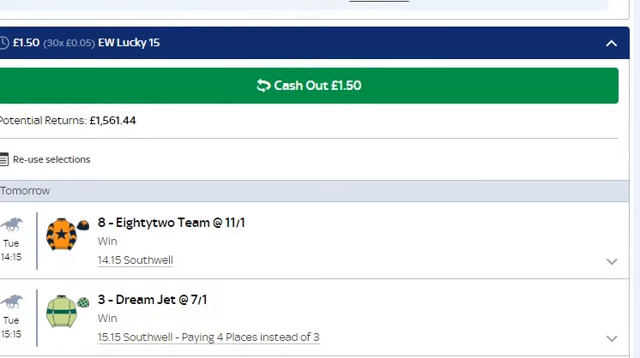 £1.50 (30x £0.05) EW Lucky 15
Cash Out £1.50
Potential Returns: £1,561.44
Re-use selections
Tomorrow
8 - Eightytwo Team @ 11/1
Win
Tue
14:15
14.15 Southwell
3 - Dream Jet @ 7/1
Win
Tue
15:15
15.15 Southwell - Paying 4 Places instead of 3